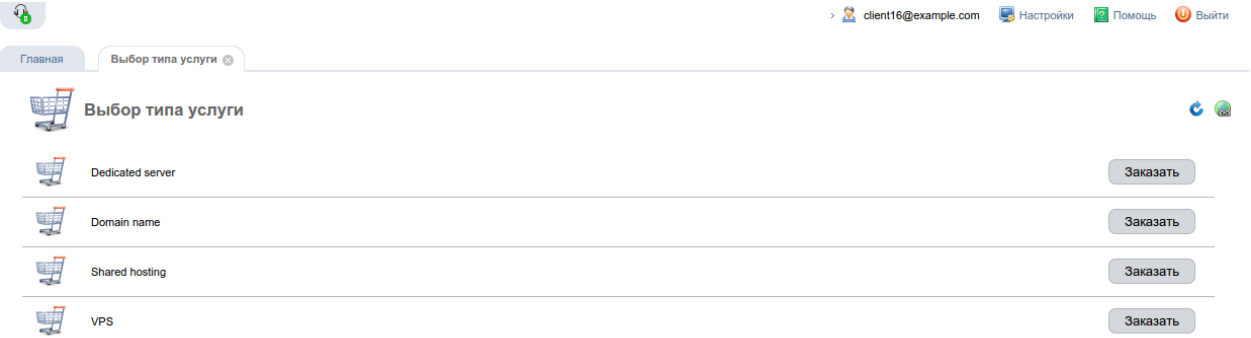 0
client16@example.com Настройки ? Помощь Выйти
Главная Выбор типа услуги
Выбор типа услуги
Dedicated server Заказать
Domain name Заказать
Shared hosting Заказать
VPS Заказать